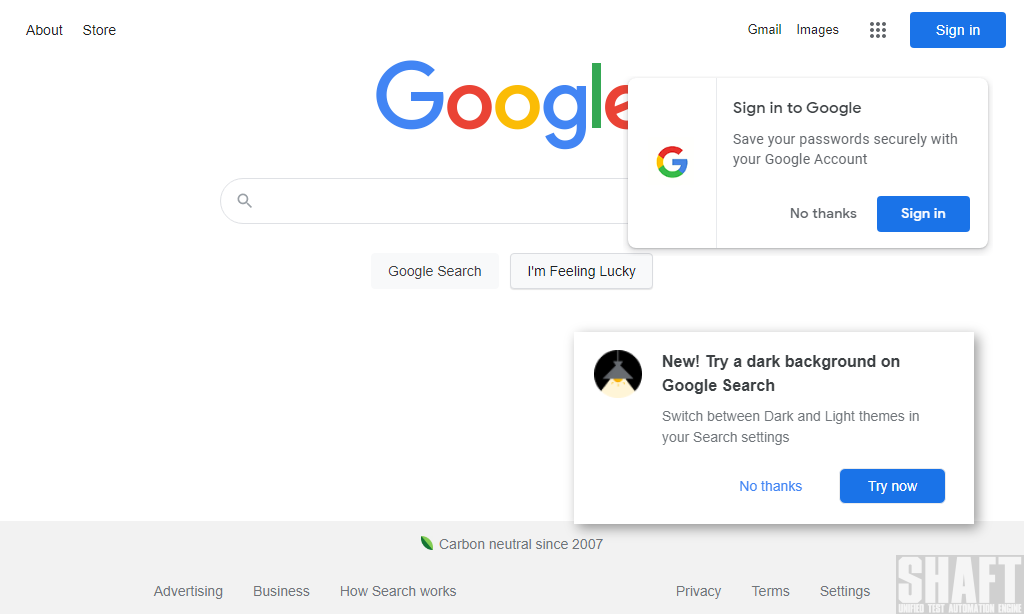 About Store Gmail Images Sign in
Google
Sign in to Google
Save your passwords securely with
your Google Account
No thanks Sign in
Google Search I'm Feeling Lucky
New! Try a dark background on
Google Search
Switch between Dark and Light themes in
your Search settings
No thanks Try now
Carbon neutral since 2007
Advertising Business How Search works Privacy Terms Settings
SHAFT
UNIFIED TEST AUTOMATION ENGINE